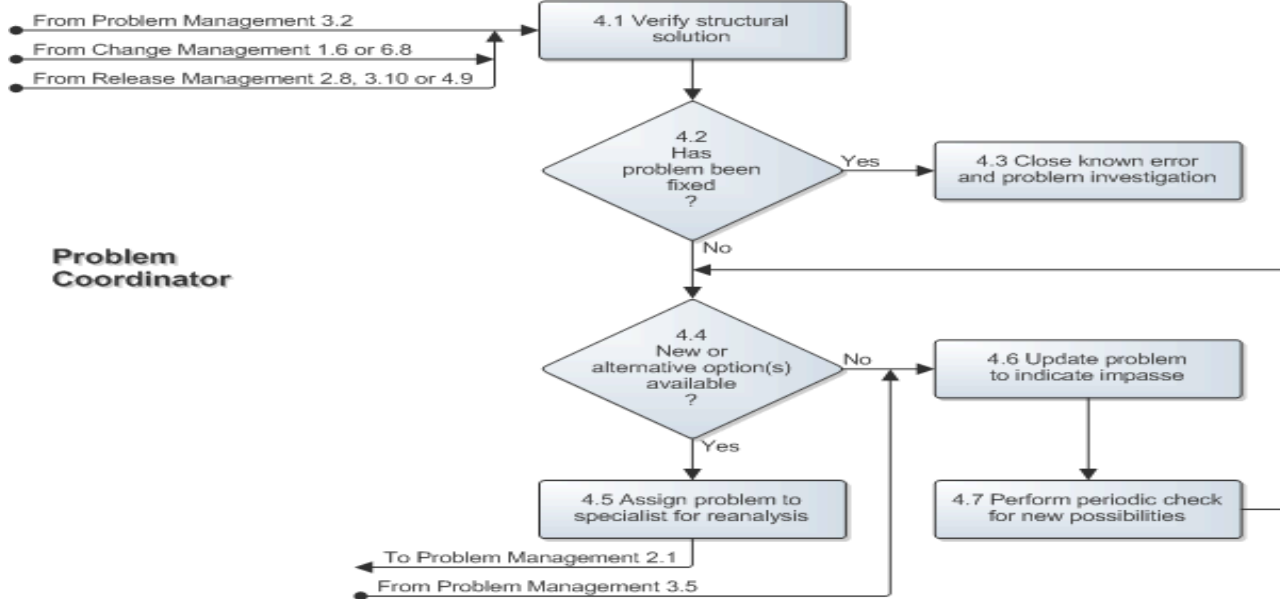 From Problem Management 3.2
From Change Management 1.6 or 6.8
From Release Management 2.8, 3.10 or 4.9
4.1 Verify structural
solution
4.2
Has
problem been
fixed
?
Yes
4.3 Close known error
and problem investigation
No
Problem
Coordinator
4.4
New or
alternative option(s)
available
?
No
4.6 Update problem
to indicate impasse
Yes
4.5 Assign problem to
specialist for reanalysis
4.7 Perform periodic check
for new possibilities
To Problem Management 2.1
From Problem Management 3.5